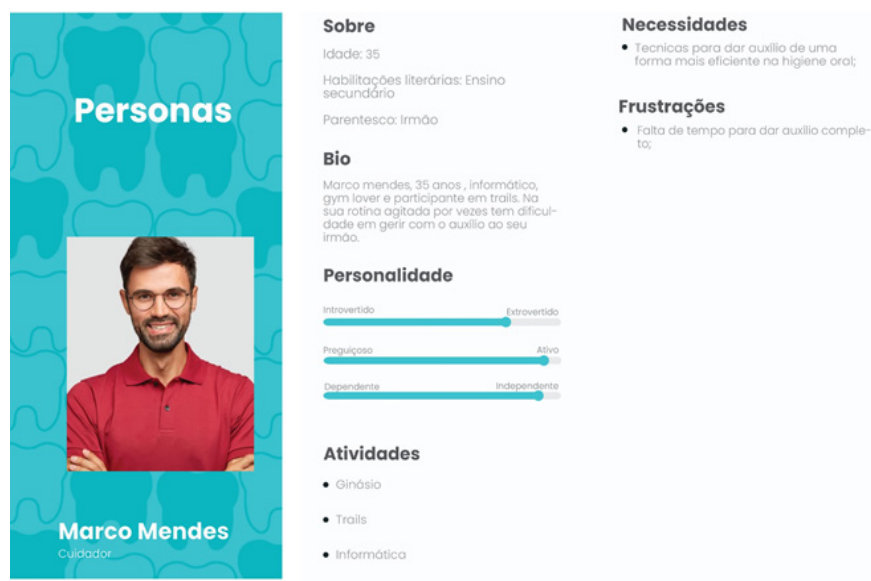 Personas
Marco Mendes
Cuidador
Sobre
Idade: 35
Habilitações literárias: Ensino
secundário
Parentesco: Irmão
Bio
Marco mendes, 35 anos , informático,
gym lover e participante em trails. Na
sua rotina agitada por vezes tem dificul-
dade em gerir com o auxílio ao seu
irmão.
Personalidade
Introvertido Extrovertido
Preguiçoso Ativo
Dependente Independente
Atividades
Ginásio
Trails
Informática
Necessidades
Tecnicas para dar auxílio de uma
forma mais eficiente na higiene oral;
Frustrações
Falta de tempo para dar auxílio comple-
to;